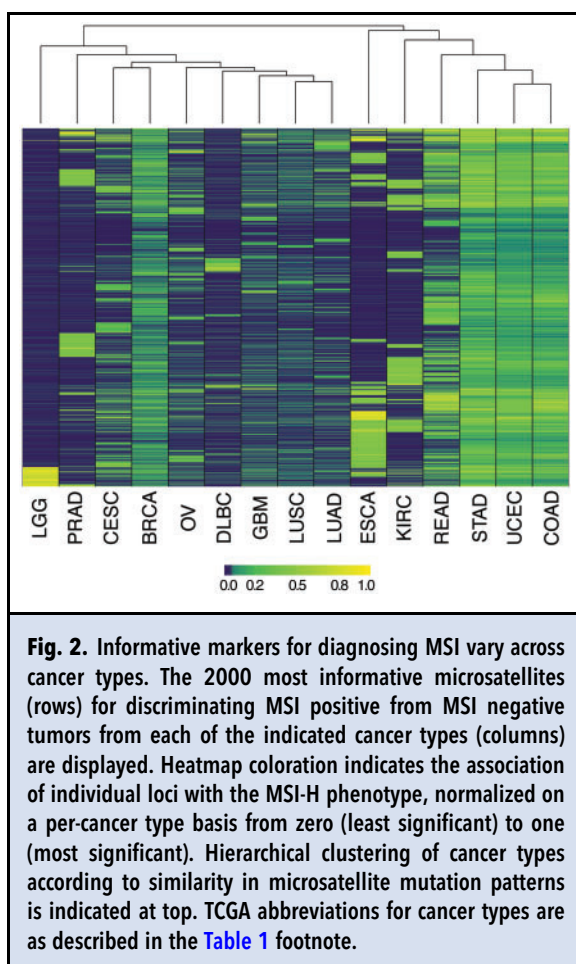 LGG PRAD CESC BRCA OV DLBC GBM LUSC LUAD ESCA KIRC READ STAD UCEC COAD
0.0 0.2 0.5 0.8 1.0
Fig. 2. Informative markers for diagnosing MSI vary across
cancer types. The 2000 most informative microsatellites
(rows) for discriminating MSI positive from MSI negative
tumors from each of the indicated cancer types (columns)
are displayed. Heatmap coloration indicates the association
of individual loci with the MSI-H phenotype, normalized on
a per-cancer type basis from zero (least significant) to one
(most significant). Hierarchical clustering of cancer types
according to similarity in microsatellite mutation patterns
is indicated at top. TCGA abbreviations for cancer types are
as described in the Table 1 footnote.